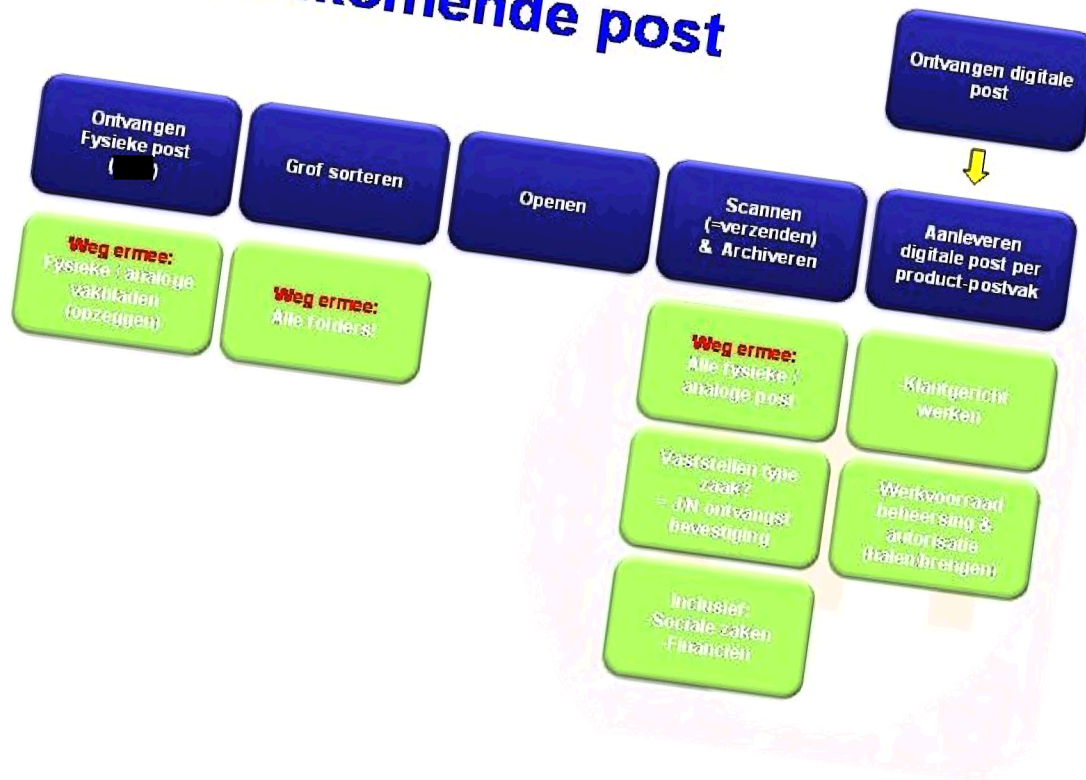 komende post
Ontvangen digitale
post
Ontvangen
Fysieke post
( )
Grof sorteren
Openen
Scannen
(=verzenden)
& Archiveren
Aanleveren
digitale post per
product-postvak
Weg ermee:
Fysieke / analoge
vakbladen
(opzeggen)
Weg ermee:
Alle folders!
Weg ermee:
Alle fysieke /
analoge post
Klantgericht
werken
Vaststellen type
zaak?
= J/N ontvangst
bevestiging
Werkvoorraad
beheersing &
autorisatie
(halen/brengen)
Inclusief:
-Sociale zaken
-Financiën